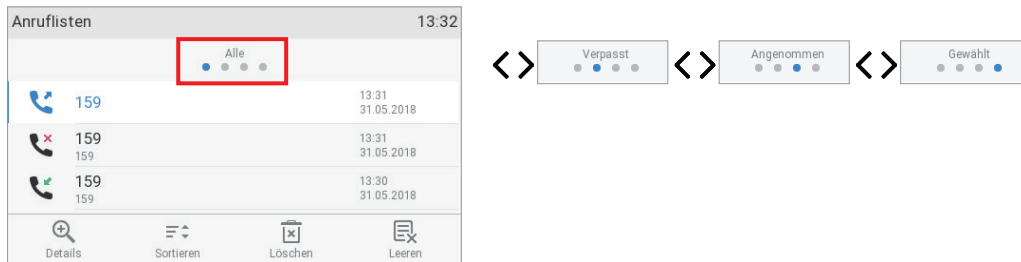 Anruflisten 13:32
Alle
Verpasst
Angenommen
Gewählt
159
13:31
31.05.2018
159
159
13:31
31.05.2018
159
159
13:30
31.05.2018
Details Sortieren Löschen Leeren